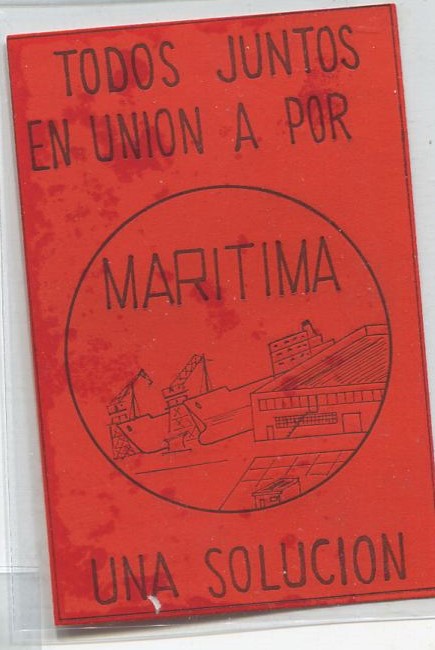 TODOS JUNTOS
EN UNION A POR
MARITIMA
UNA SOLUCION